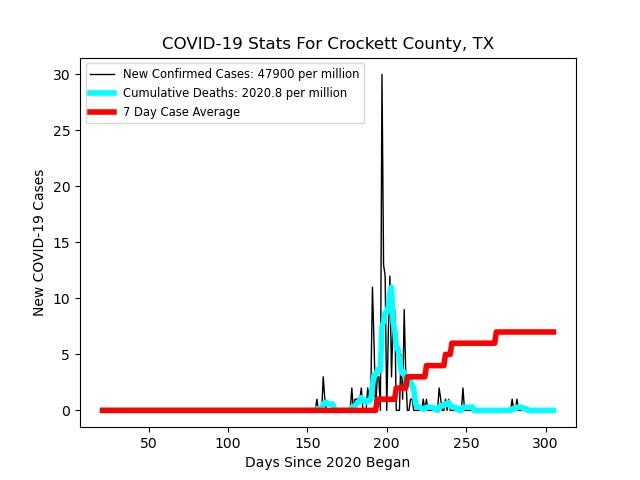 COVID-19 Stats For Crockett County, TX
New Confirmed Cases: 47900 per million
Cumulative Deaths: 2020.8 per million
7 Day Case Average
New COVID-19 Cases
30
25
20
15
10
5
0
50 100 150 200 250 300
Days Since 2020 Began